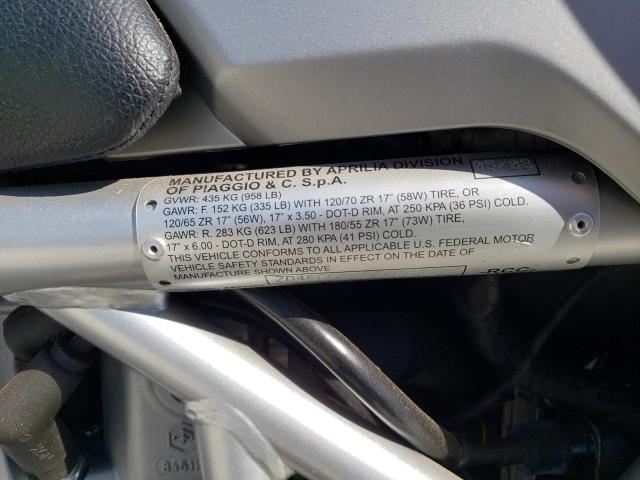 MANUFACTURED BY APRILIA DIVISION 05/08
OF PIAGGIO & C. S.p.A.
GVWR: 435 KG (958 LB)
GAWR: F. 152 KG (335 LB) WITH 120/70 ZR 17" (58W) TIRE, OR
120/65 ZR 17" (56W), 17" x 3.50 - DOT-D RIM, AT 250 KPA (36 PSI) COLD.
GAWR: R. 283 KG (623 LB) WITH 180/55 ZR 17" (73W) TIRE,
17" x 6.00 - DOT-D RIM, AT 280 KPA (41 PSI) COLD.
THIS VEHICLE CONFORMS TO ALL APPLICABLE U.S. FEDERAL MOTOR
VEHICLE SAFETY STANDARDS IN EFFECT ON THE DATE OF
MANUFACTURE SHOWN ABOVE